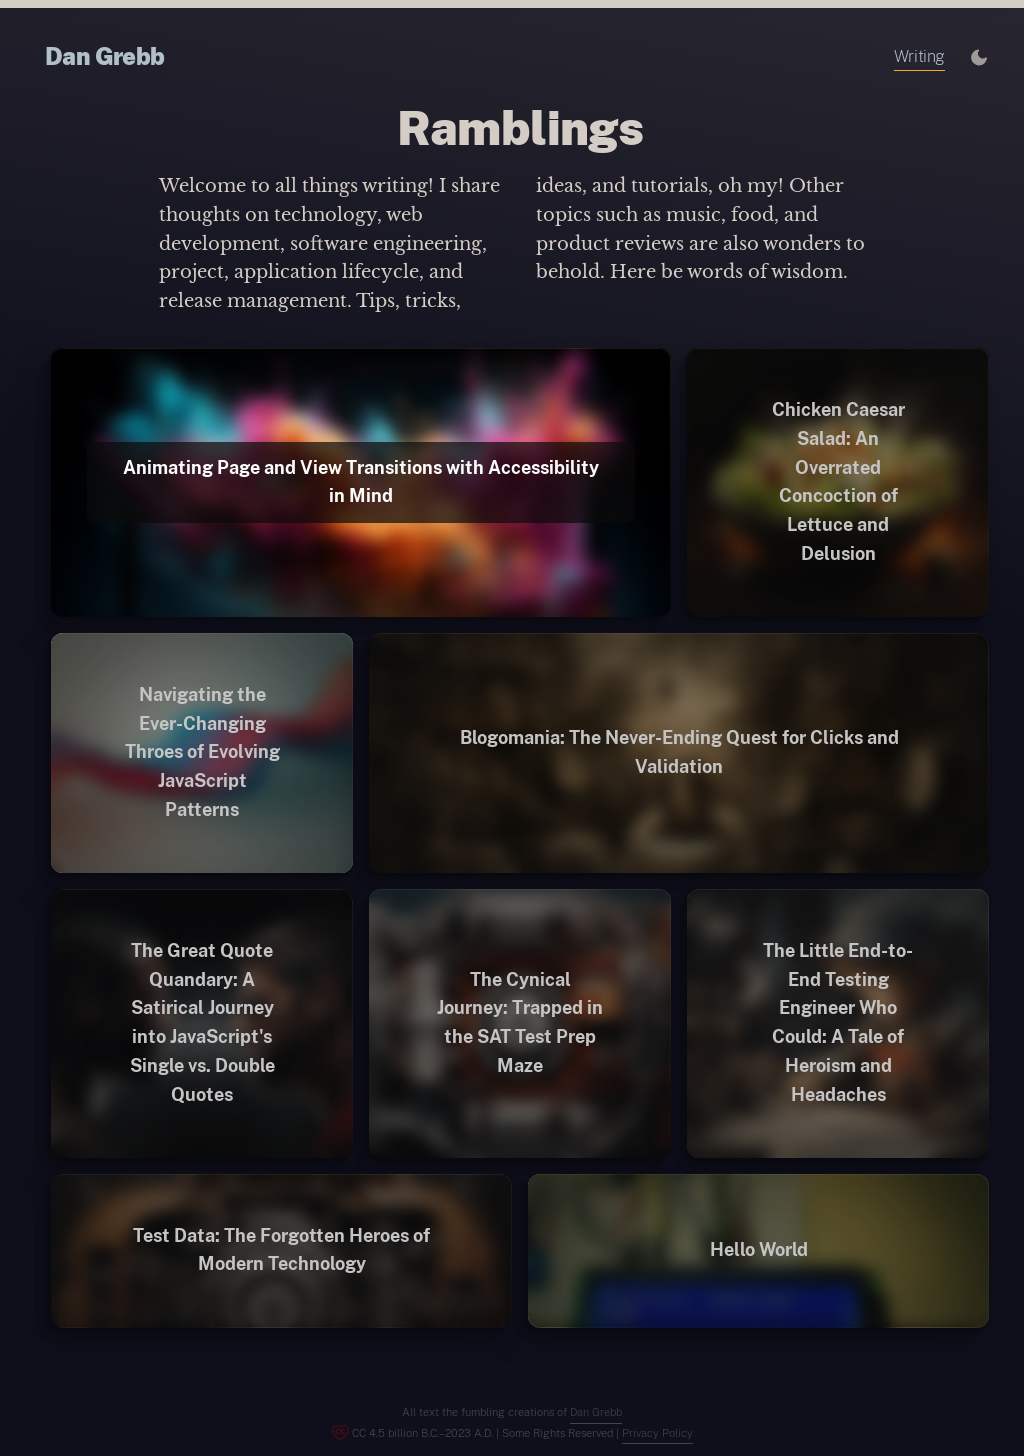 Dan Grebb
Writing
Ramblings
Welcome to all things writing! I share
thoughts on technology, web
development, software engineering,
project, application lifecycle, and
release management. Tips, tricks,
ideas, and tutorials, oh my! Other
topics such as music, food, and
product reviews are also wonders to
behold. Here be words of wisdom.
Animating Page and View Transitions with Accessibility
in Mind
Chicken Caesar
Salad: An
Overrated
Concoction of
Lettuce and
Delusion
Navigating the
Ever-Changing
Throes of Evolving
JavaScript
Patterns
Blogomania: The Never-Ending Quest for Clicks and
Validation
The Great Quote
Quandary: A
Satirical Journey
into JavaScript's
Single vs. Double
Quotes
The Cynical
Journey: Trapped in
the SAT Test Prep
Maze
The Little End-to-
End Testing
Engineer Who
Could: A Tale of
Heroism and
Headaches
Test Data: The Forgotten Heroes of
Modern Technology
Hello World
All text the fumbling creations of Dan Grebb
CC 4.5 billion B.C.–2023 A.D. | Some Rights Reserved | Privacy Policy